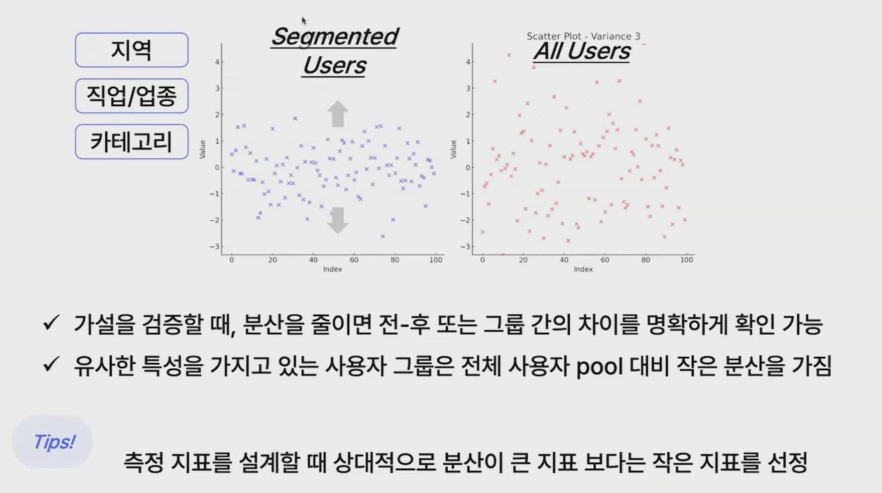 지역
직업/업종
카테고리
Segmented
Users
4
3
2
1
0
−1
−2
−3
Value
0
20
40
60
80
100
Index
Scatter Plot - Variance 3
All Users
4
3
2
1
0
−1
−2
−3
Value
0
20
40
60
80
100
Index
✓ 가설을 검증할 때, 분산을 줄이면 전-후 또는 그룹 간의 차이를 명확하게 확인 가능
✓ 유사한 특성을 가지고 있는 사용자 그룹은 전체 사용자 pool 대비 작은 분산을 가짐
Tips!
측정 지표를 설계할 때 상대적으로 분산이 큰 지표 보다는 작은 지표를 선정